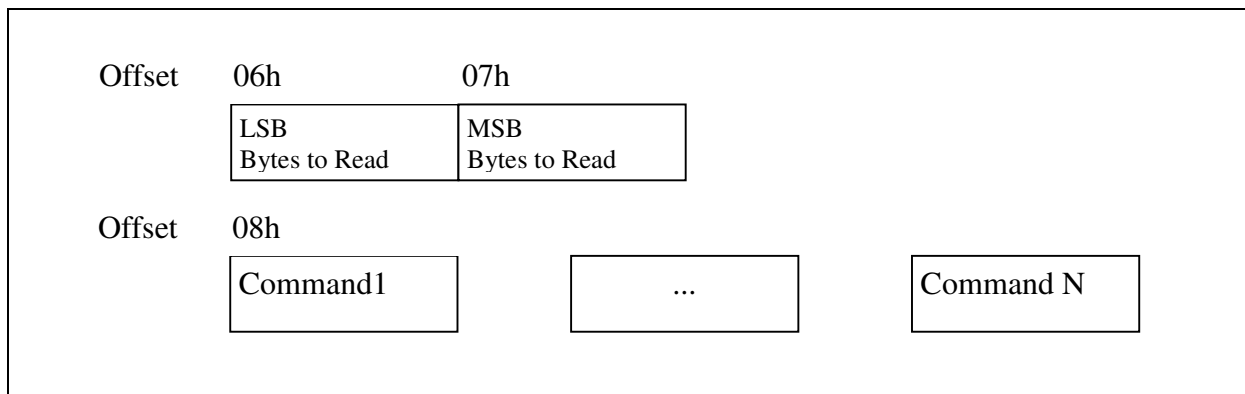 Offset 06h 07h
LSB MSB
Bytes to Read Bytes to Read
Offset 08h
Command1 ... Command N